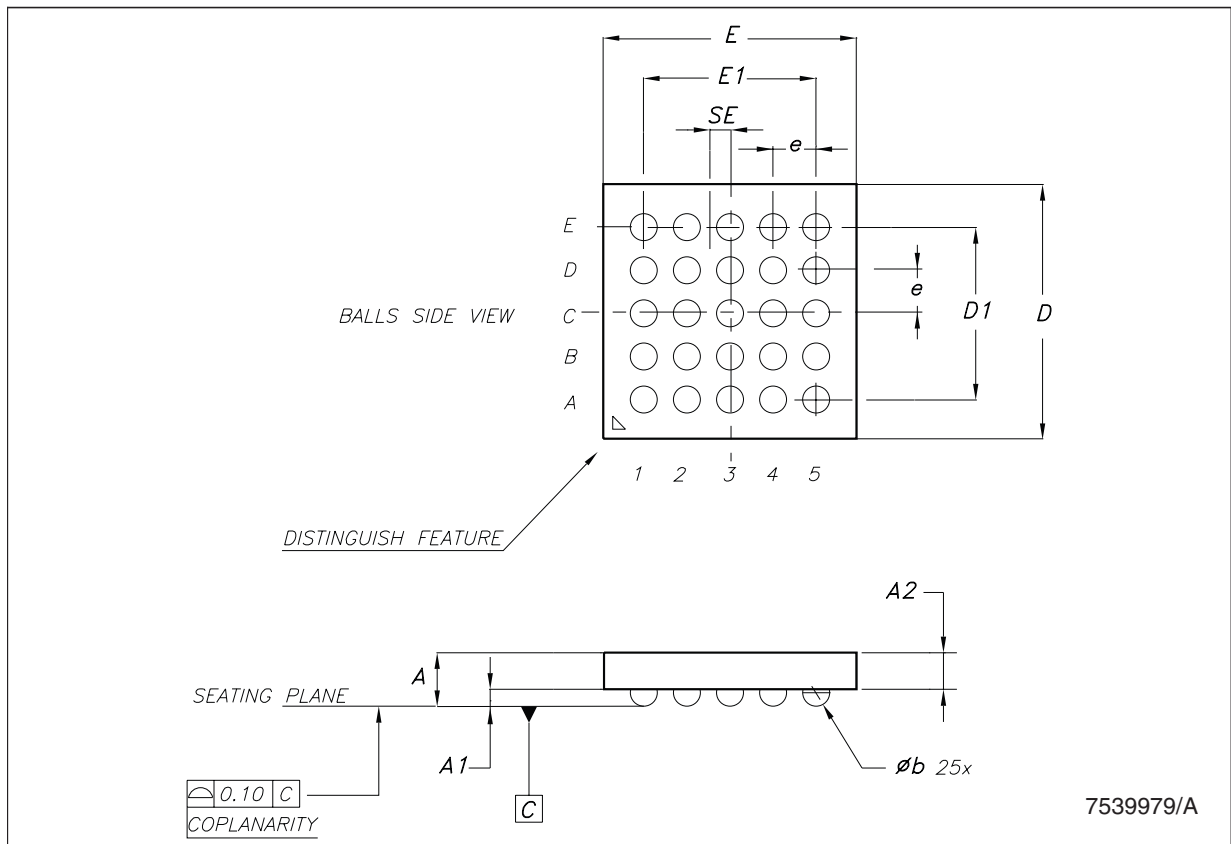 E
E1
SE
e
E
D
e
BALLS SIDE VIEW
C
D1
D
B
A
1 2 3 4 5
DISTINGUISH FEATURE
A2
A
SEATING PLANE
A1
Øb 25x
0.10 C
C
COPLANARITY
7539979/A